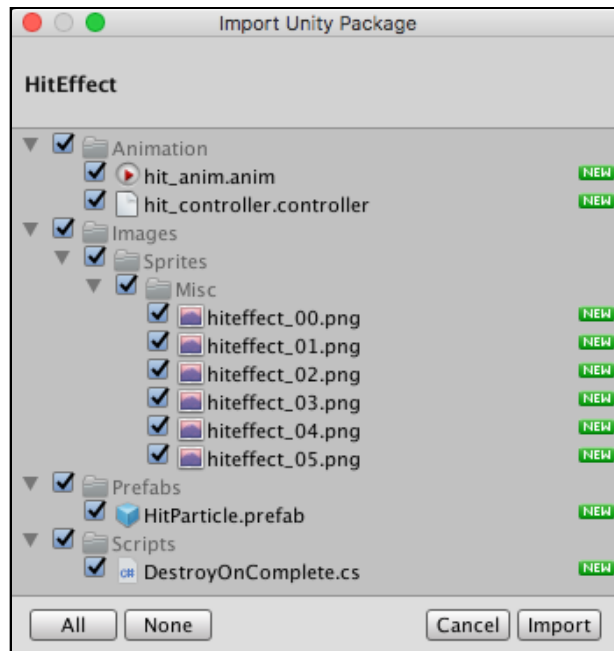 Import Unity Package
HitEffect
Animation
hit_anim.anim NEW
hit_controller.controller NEW
Images
Sprites
Misc
hiteffect_00.png NEW
hiteffect_01.png NEW
hiteffect_02.png NEW
hiteffect_03.png NEW
hiteffect_04.png NEW
hiteffect_05.png NEW
Prefabs
HitParticle.prefab NEW
Scripts
C# DestroyOnComplete.cs NEW
All None Cancel Import